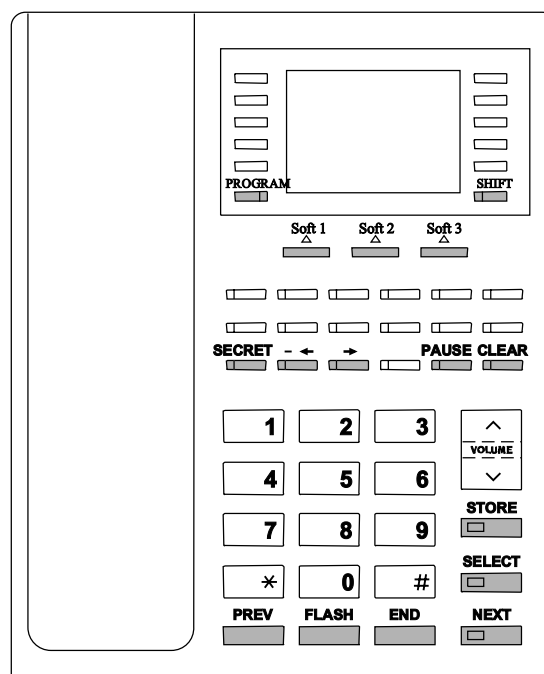 PROGRAM SHIFT
Soft 1 Soft 2 Soft 3
SECRET - ← → PAUSE CLEAR
1 2 3
VOLUME
4 5 6
STORE
7 8 9
SELECT
* 0 #
PREV FLASH END NEXT